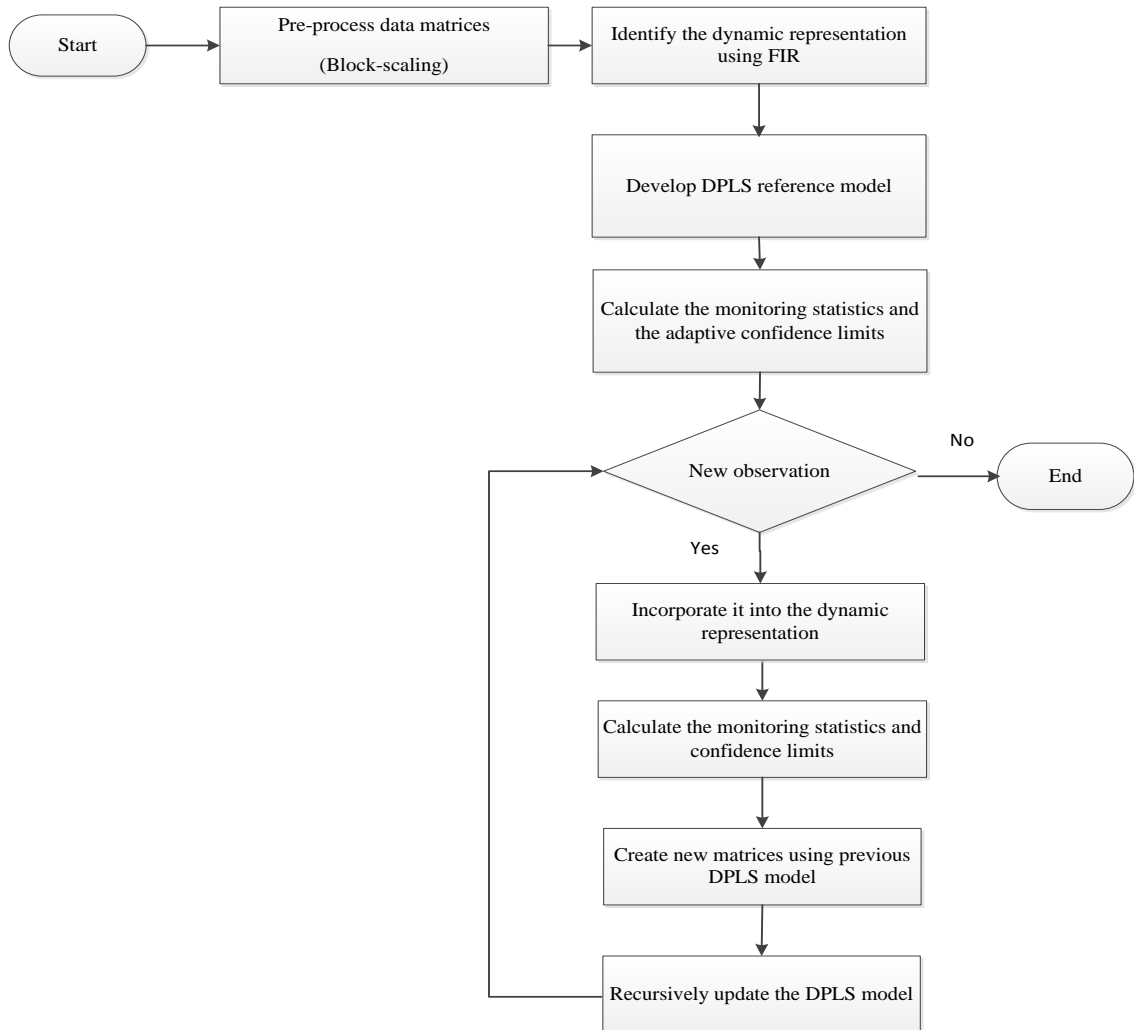 Start
Pre-process data matrices
(Block-scaling)
Identify the dynamic representation
using FIR
Develop DPLS reference model
Calculate the monitoring statistics and
the adaptive confidence limits
New observation
No
End
Yes
Incorporate it into the dynamic
representation
Calculate the monitoring statistics and
confidence limits
Create new matrices using previous
DPLS model
Recursively update the DPLS model